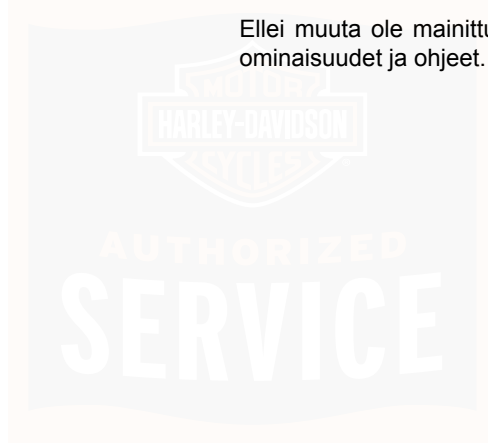 Ellei muuta ole mainittu
ominaisuudet ja ohjeet.
MOTOR
HARLEY-DAVIDSON
CYCLES
AUTHORIZED
SERVICE